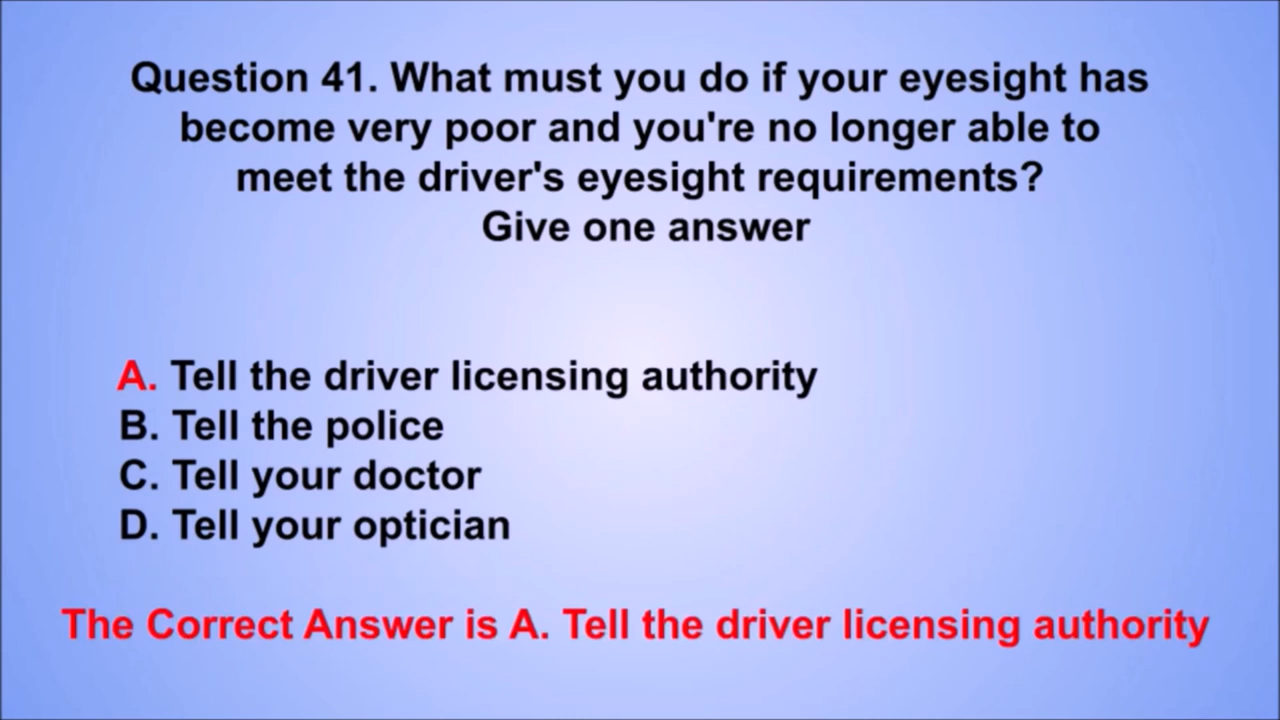 Question 41. What must you do if your eyesight has
become very poor and you're no longer able to
meet the driver's eyesight requirements?
Give one answer
A. Tell the driver licensing authority
B. Tell the police
C. Tell your doctor
D. Tell your optician
The Correct Answer is A. Tell the driver licensing authority